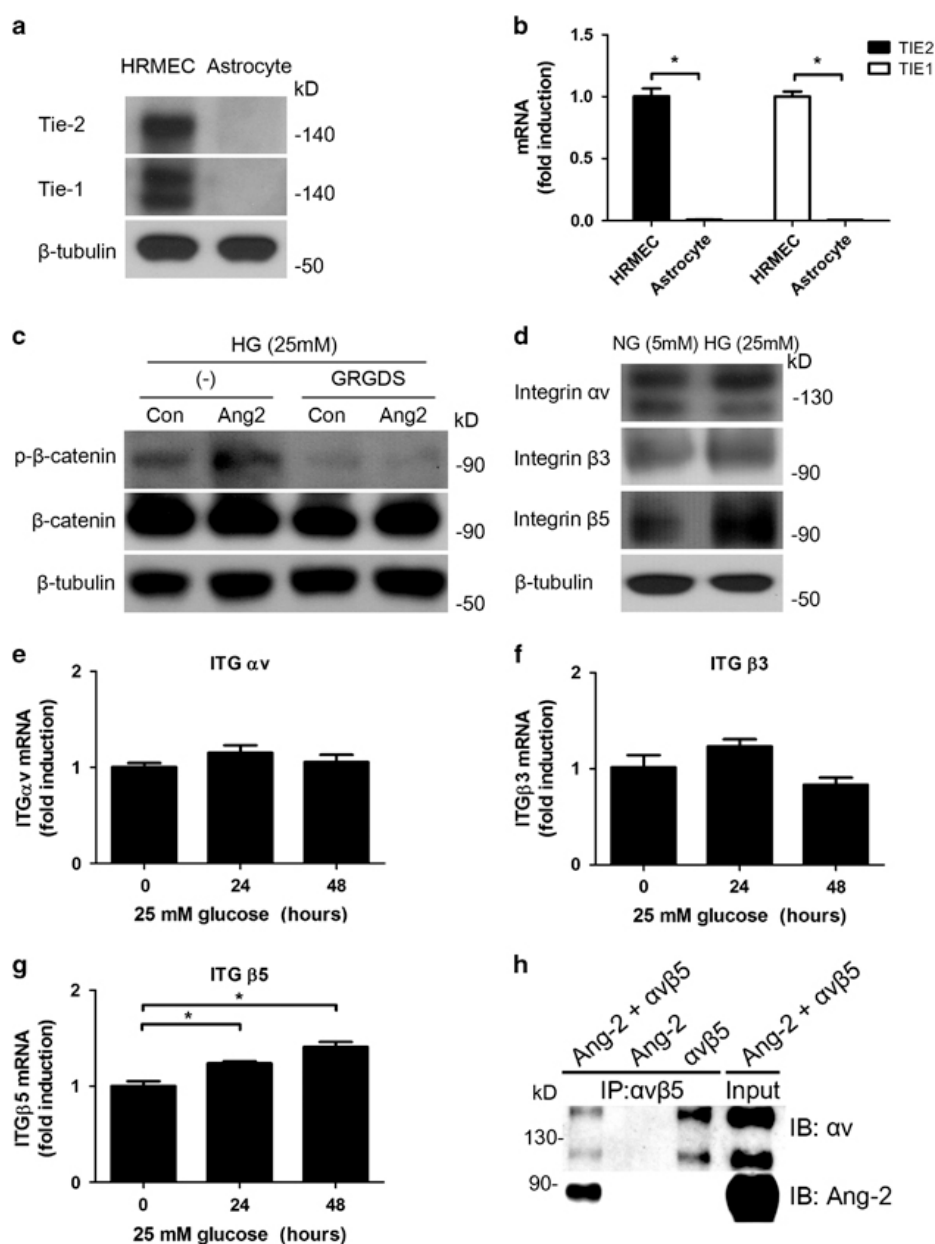 a
HRMEC Astrocyte
kD
Tie-2
-140
Tie-1
-140
β-tubulin
-50
b
1.5
1.0
0.5
0.0
mRNA
(fold induction)
* *
TIE2
TIE1
HRMEC
Astrocyte
HRMEC
Astrocyte
c
HG (25mM)
(-) GRGDS
Con Ang2 Con Ang2 kD
p-β-catenin -90
β-catenin -90
β-tubulin -50
d
NG (5mM) HG (25mM)
kD
Integrin αv -130
Integrin β3 -90
Integrin β5 -90
β-tubulin -50
e
ITG αv
ITGαv mRNA
(fold induction)
2
1
0
0 24 48
25 mM glucose (hours)
f
ITG β3
ITGβ3 mRNA
(fold induction)
2
1
0
0 24 48
25 mM glucose (hours)
g
ITG β5
ITGβ5 mRNA
(fold induction)
2
1
0
*
*
0 24 48
25 mM glucose (hours)
h
Ang-2 + αvβ5
Ang-2
αvβ5
Ang-2 + αvβ5
kD IP:αvβ5 Input
130- IB: αv
90- IB: Ang-2